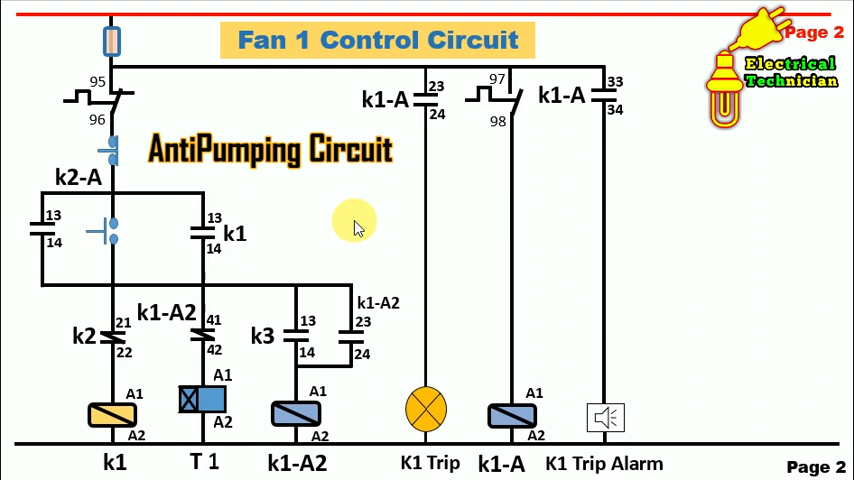 Fan 1 Control Circuit
Page 2
Electrical
Technician
95
96
k1-A
23
24
97
98
k1-A
33
34
AntiPumping Circuit
k2-A
13
14
13
14
k1
k2
21
22
k1-A2
41
42
k3
13
14
k1-A2
23
24
A1
A2
A1
A2
A1
A2
A1
A2
k1
T 1
k1-A2
K1 Trip
k1-A
K1 Trip Alarm
Page 2